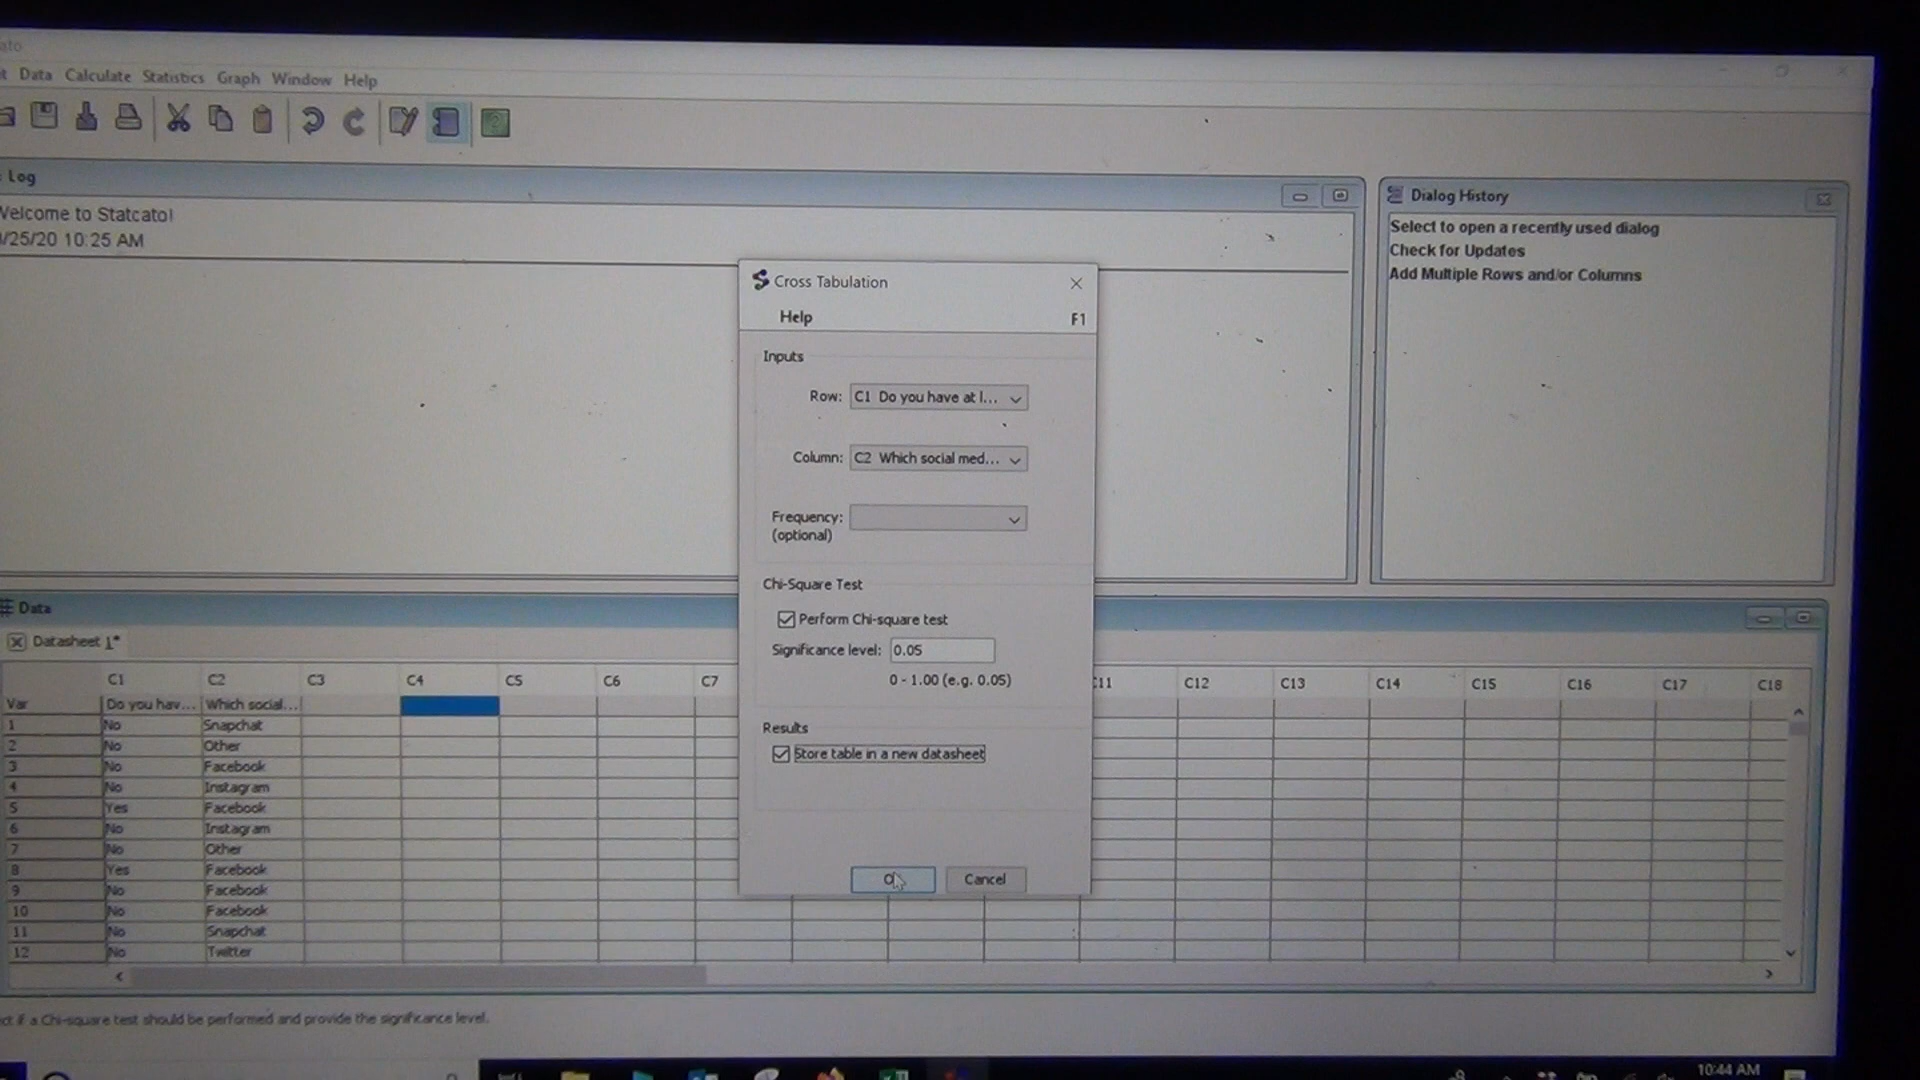 Data Calculate Statistics Graph Window Help
Log
Welcome to Statcato!
/25/20 10:25 AM
Dialog History
Select to open a recently used dialog
Check for Updates
Add Multiple Rows and/or Columns
Cross Tabulation
Help F1
Inputs
Row: C1 Do you have at l...
Column: C2 Which social med...
Frequency:
(optional)
Chi-Square Test
Perform Chi-square test
Significance level: 0.05
0 - 1.00 (e.g. 0.05)
Results
Store table in a new datasheet
Cancel
Data
Datasheet 1*
C1 C2 C3 C4 C5 C6 C7 C11 C12 C13 C14 C15 C16 C17 C18
Var Do you hav... Which social...
1 No Snapchat
2 No Other
3 No Facebook
4 No Instagram
5 Yes Facebook
6 No Instagram
7 No Other
8 Yes Facebook
9 No Facebook
10 No Facebook
11 No Snapchat
12 No Twitter
if a Chi-square test should be performed and provide the significance level.
10:44 AM